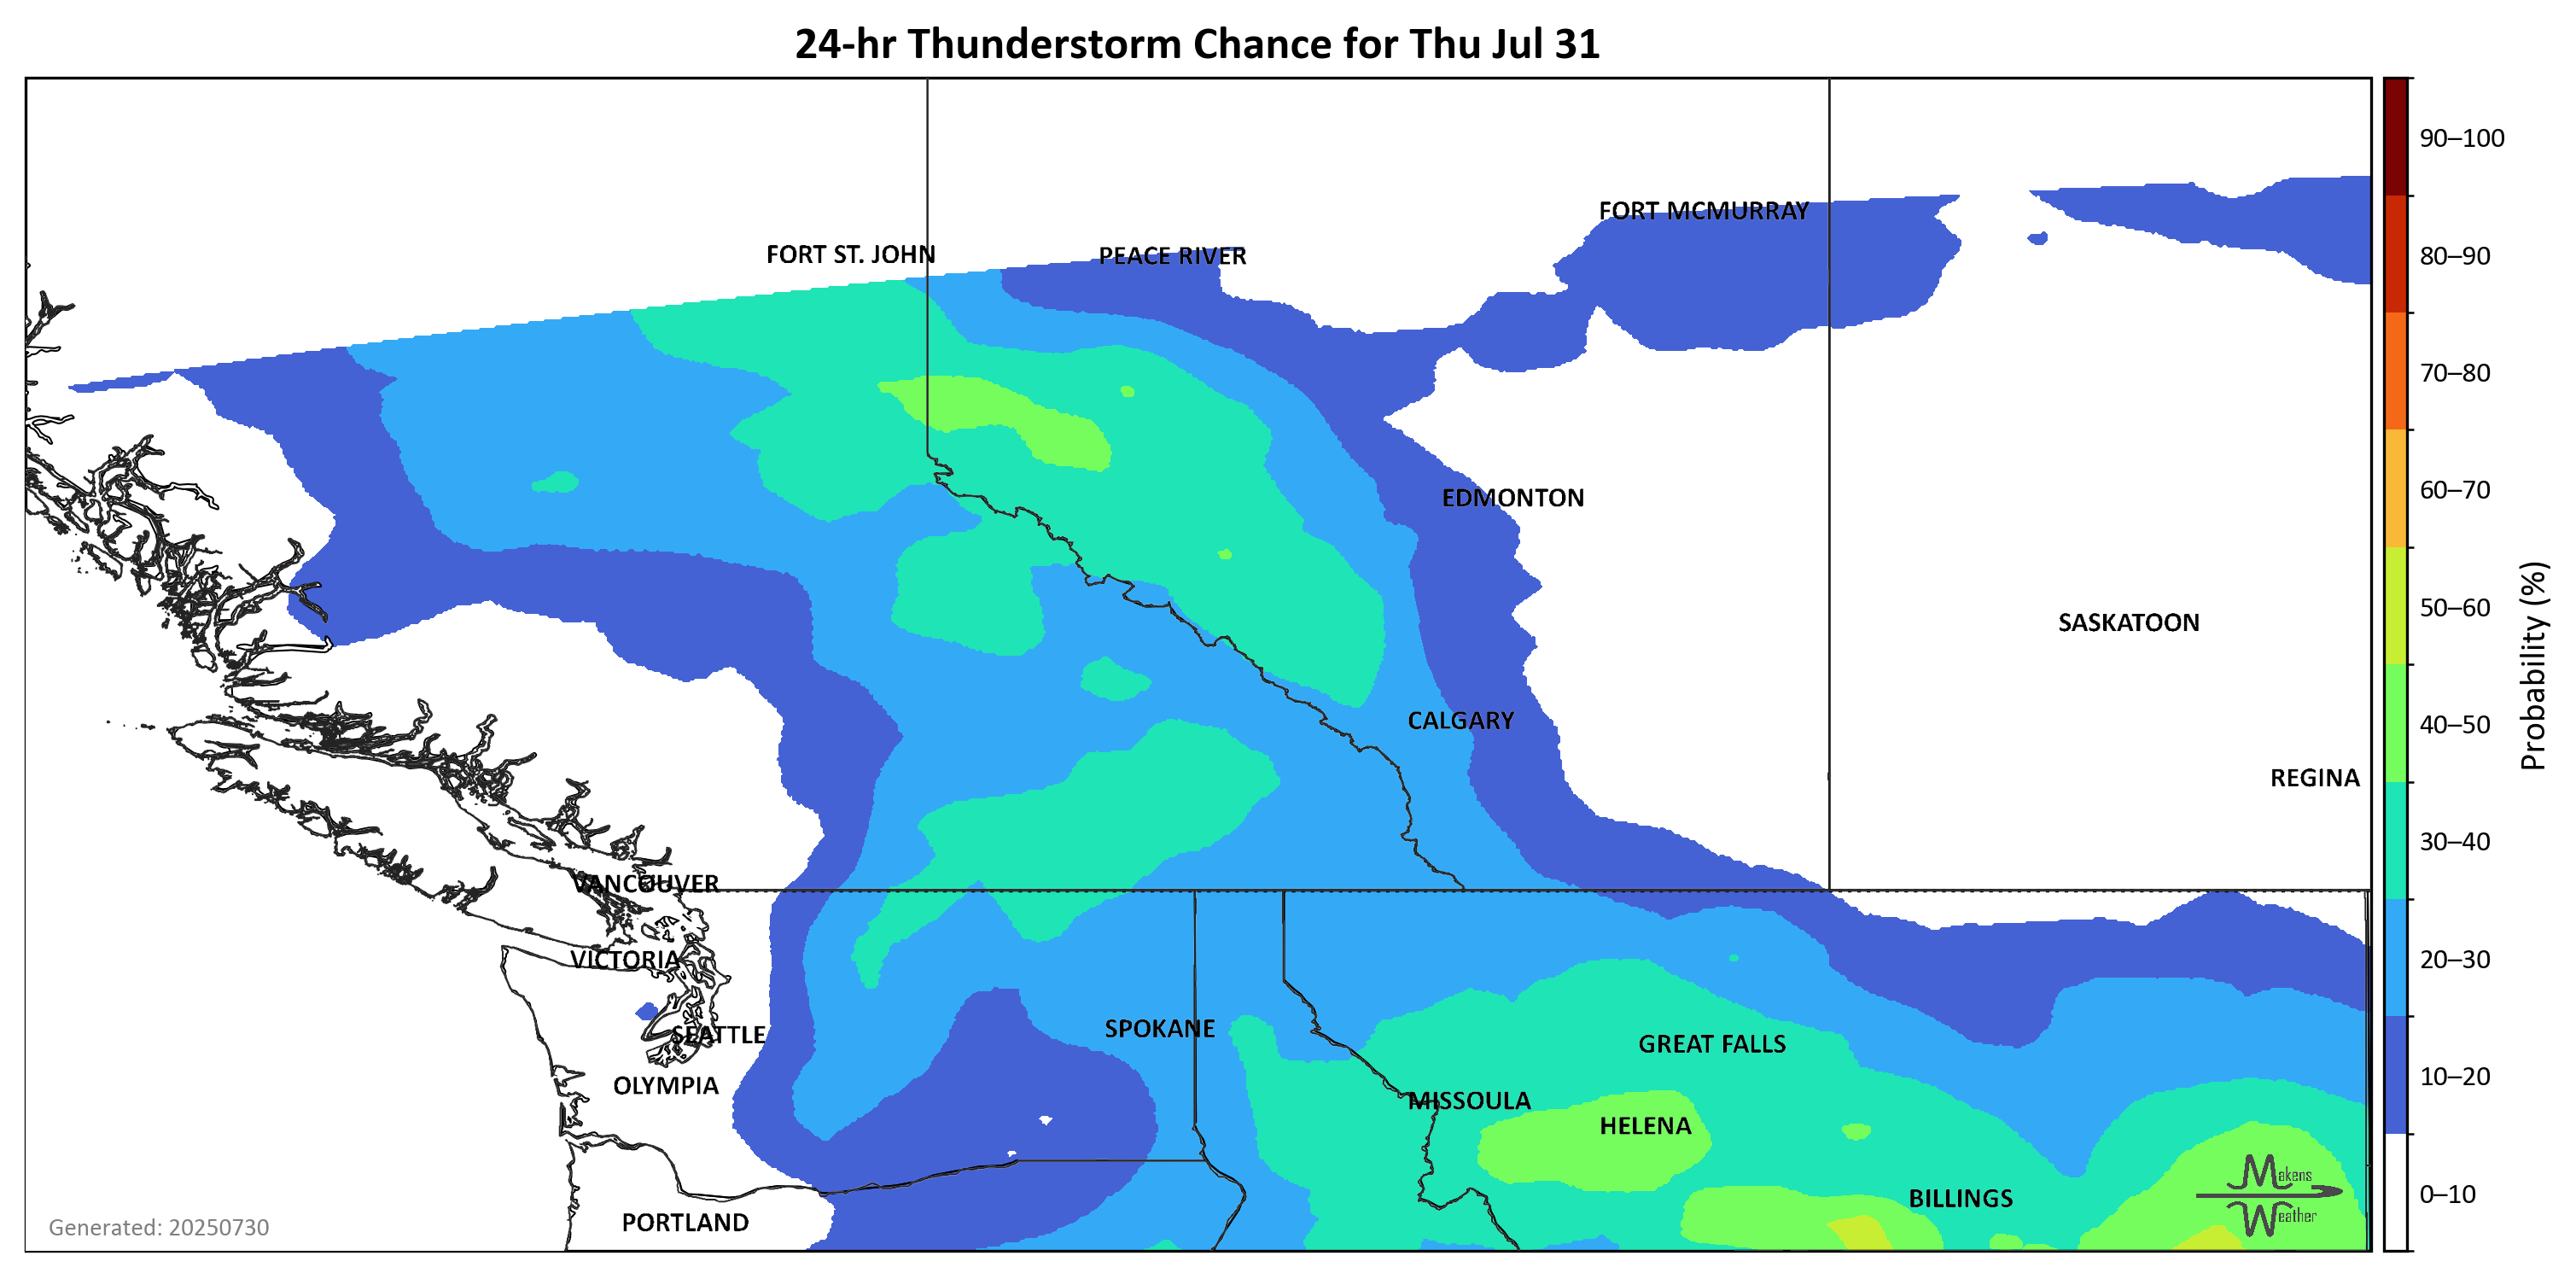 24-hr Thunderstorm Chance for Thu Jul 31
90–100
FORT MCMURRAY
FORT ST. JOHN
PEACE RIVER
80–90
70–80
EDMONTON
60–70
SASKATOON
50–60
Probability (%)
CALGARY
40–50
REGINA
30–40
VANCOUVER
VICTORIA
20–30
SPOKANE
SEATTLE
GREAT FALLS
OLYMPIA
10–20
MISSOULA
HELENA
Makens
Weather
BILLINGS
0–10
PORTLAND
Generated: 20250730